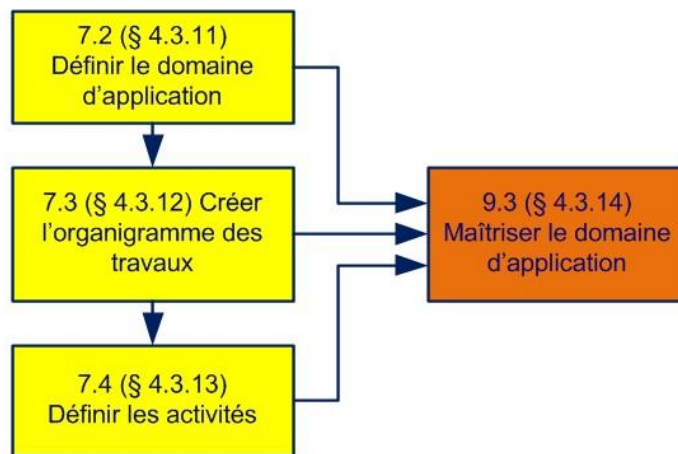 7.2 (§ 4.3.11)
Définir le domaine
d’application
7.3 (§ 4.3.12) Créer
l’organigramme des
travaux
7.4 (§ 4.3.13)
Définir les activités
9.3 (§ 4.3.14)
Maîtriser le domaine
d’application